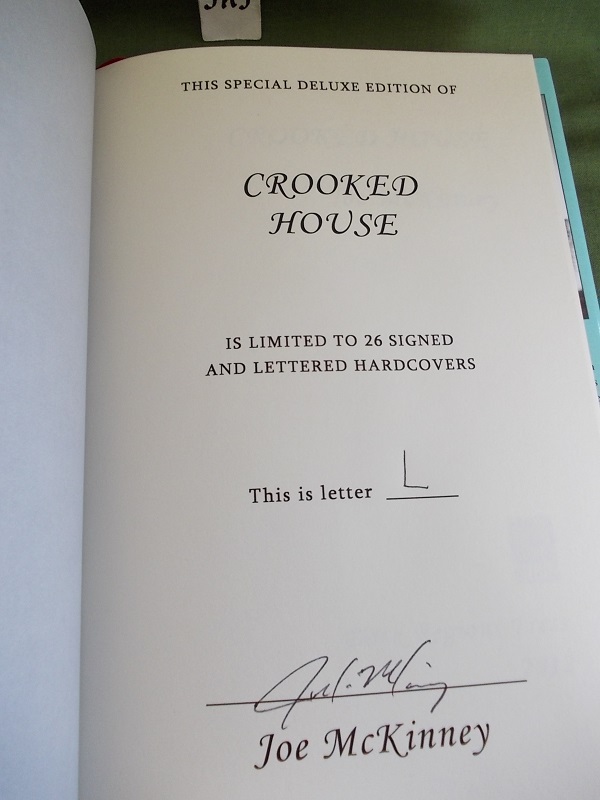 THIS SPECIAL DELUXE EDITION OF
CROOKED
HOUSE
IS LIMITED TO 26 SIGNED
AND LETTERED HARDCOVERS
This is letter L
Joe McKinney